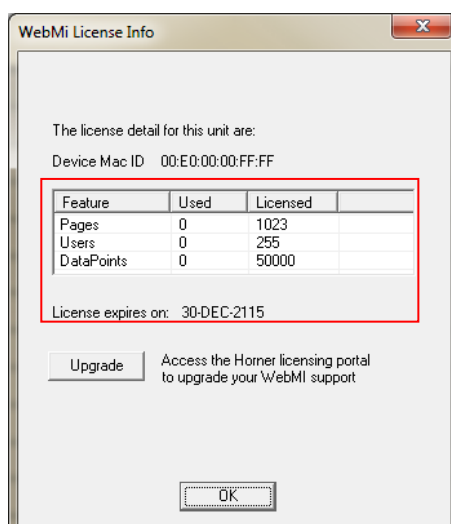 WebMi License Info
The license detail for this unit are:
Device Mac ID 00:E0:00:00:FF:FF
Feature Used Licensed
Pages 0 1023
Users 0 255
DataPoints 0 50000
License expires on: 30-DEC-2115
Upgrade Access the Horner licensing portal
to upgrade your WebMI support
OK